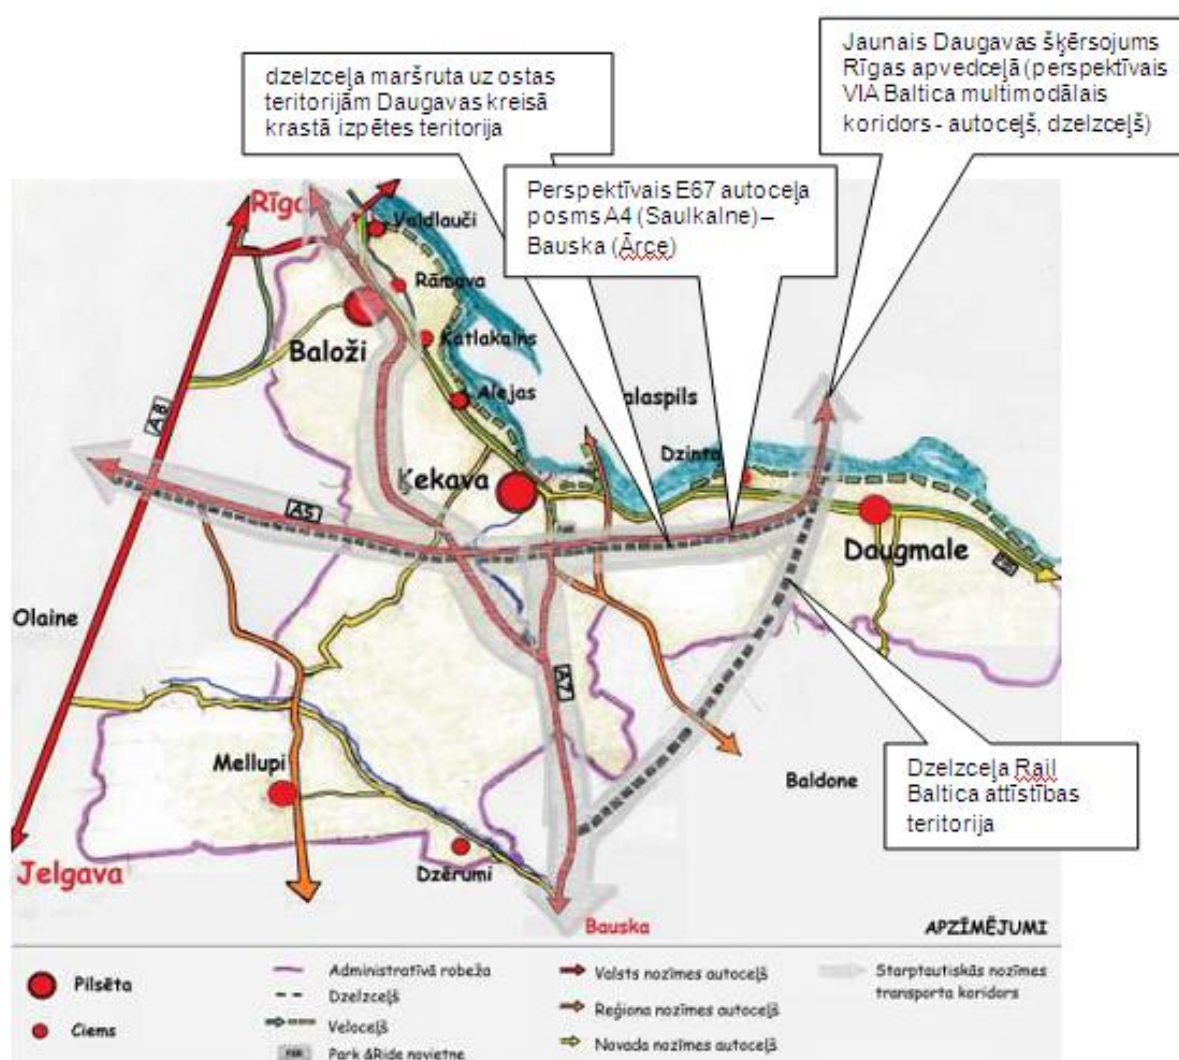 Jaunais Daugavas šķērsojums
Rīgas apvedceļā (perspektīvais
VIA Baltica multimodālais
koridors - autoceļš, dzelzceļš)
dzelzceļa maršruta uz ostas
teritorijām Daugavas kreisā
krastā izpētes teritorija
Perspektīvais E67 autoceļa
posms A4 (Saulkalne) –
Bauska (Ārce)
Rīga
Valdlauči
Rāmava
Katlakalns
Baloži
Alejas
alaspils
A8
Dzinta
Ķekava
A5
P&R
Daugmale
Olaine
A7
Mellupi
Baldone
Dzelzceļa Rail
Baltica attīstības
teritorija
Jelgava
Dzērumi
Bauska
APZĪMĒJUMI
Pilsēta
Ciems
Administratīvā robeža
Dzelzceļš
Veloceļš
P&R Park &Ride novietne
Valsts nozīmes autoceļš
Reģiona nozīmes autoceļš
Novada nozīmes autoceļš
Starptautiskās nozīmes
transporta koridors